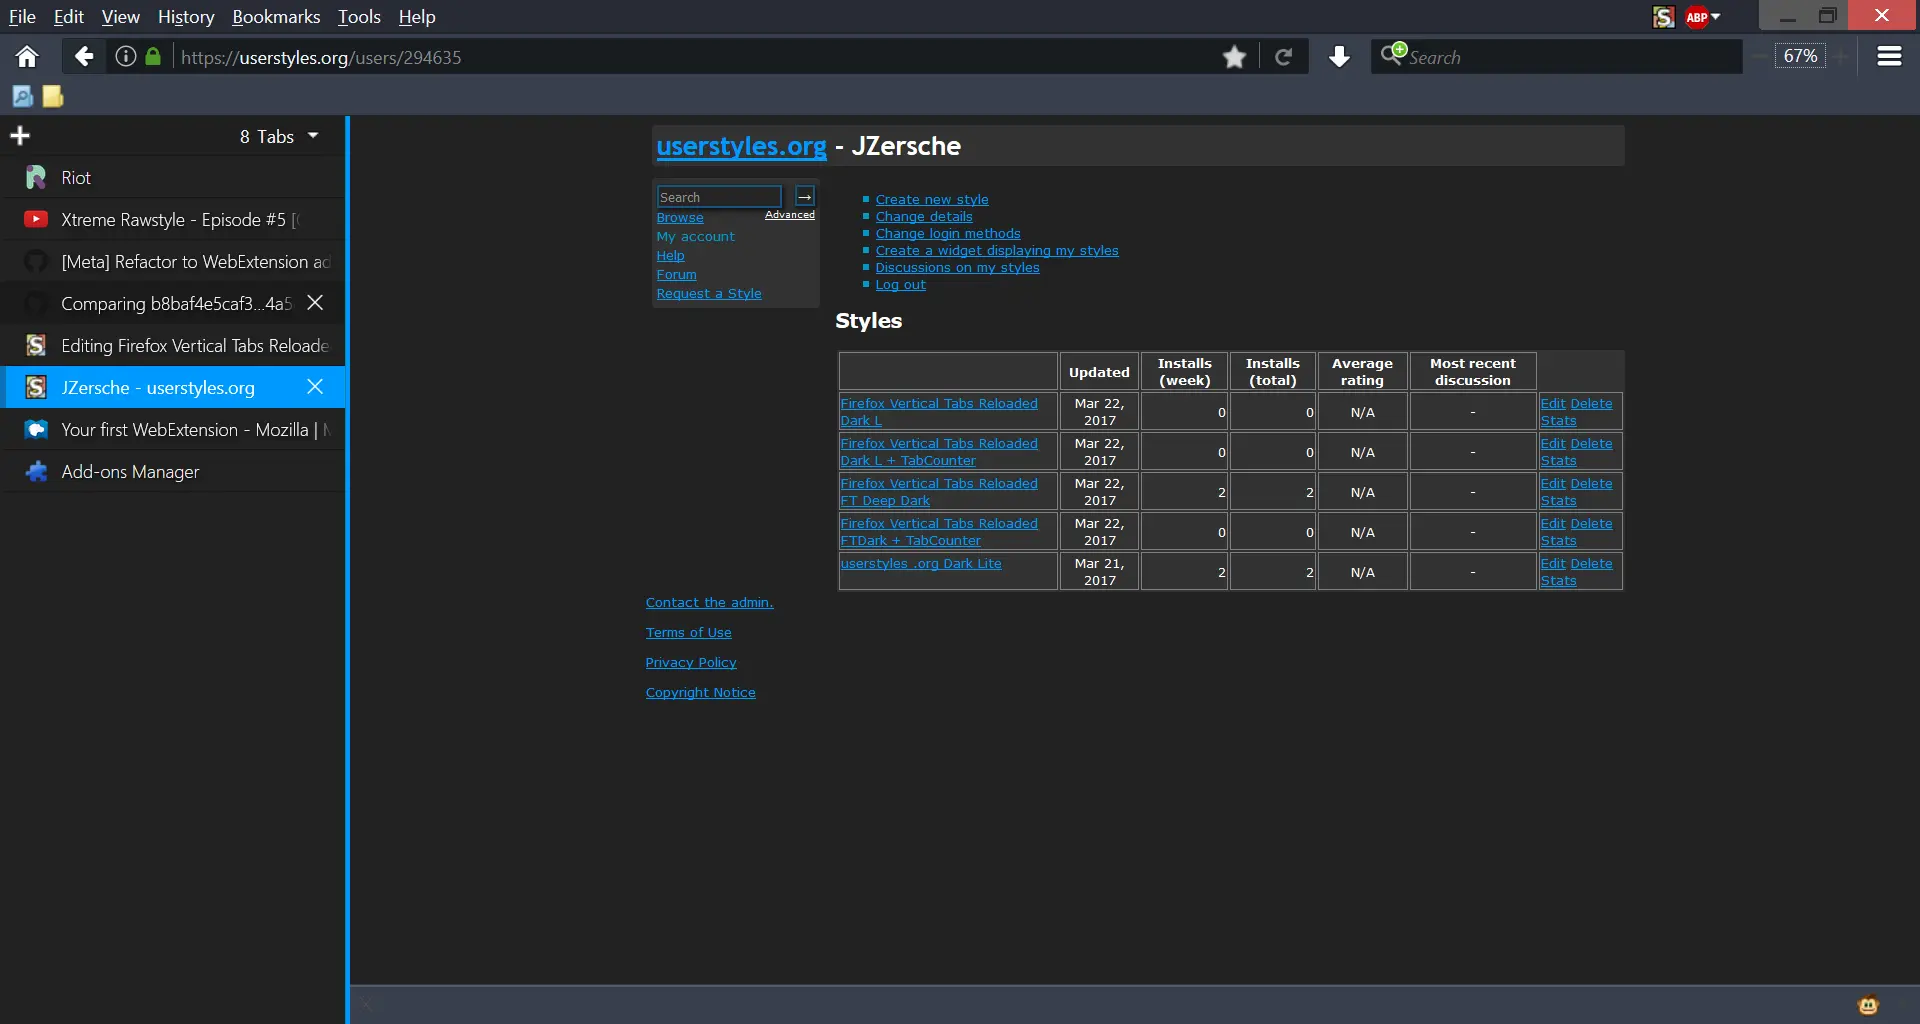 File Edit View History Bookmarks Tools Help
ABP
https://userstyles.org/users/294635
Search
67%
8 Tabs
Riot
Xtreme Rawstyle - Episode #5 [
[Meta] Refactor to WebExtension ad
Comparing b8baf4e5caf3...4a5
Editing Firefox Vertical Tabs Reloade
JZersche - userstyles.org
Your first WebExtension - Mozilla |
Add-ons Manager
userstyles.org - JZersche
Search →
Advanced
Browse
My account
Help
Forum
Request a Style
Create new style
Change details
Change login methods
Create a widget displaying my styles
Discussions on my styles
Log out
Styles
Updated Installs (week) Installs (total) Average rating Most recent discussion
Firefox Vertical Tabs Reloaded Dark L Mar 22, 2017 0 0 N/A - Edit Delete Stats
Firefox Vertical Tabs Reloaded Dark L + TabCounter Mar 22, 2017 0 0 N/A - Edit Delete Stats
Firefox Vertical Tabs Reloaded FT Deep Dark Mar 22, 2017 2 2 N/A - Edit Delete Stats
Firefox Vertical Tabs Reloaded FTDark + TabCounter Mar 22, 2017 0 0 N/A - Edit Delete Stats
userstyles .org Dark Lite Mar 21, 2017 2 2 N/A - Edit Delete Stats
Contact the admin.
Terms of Use
Privacy Policy
Copyright Notice